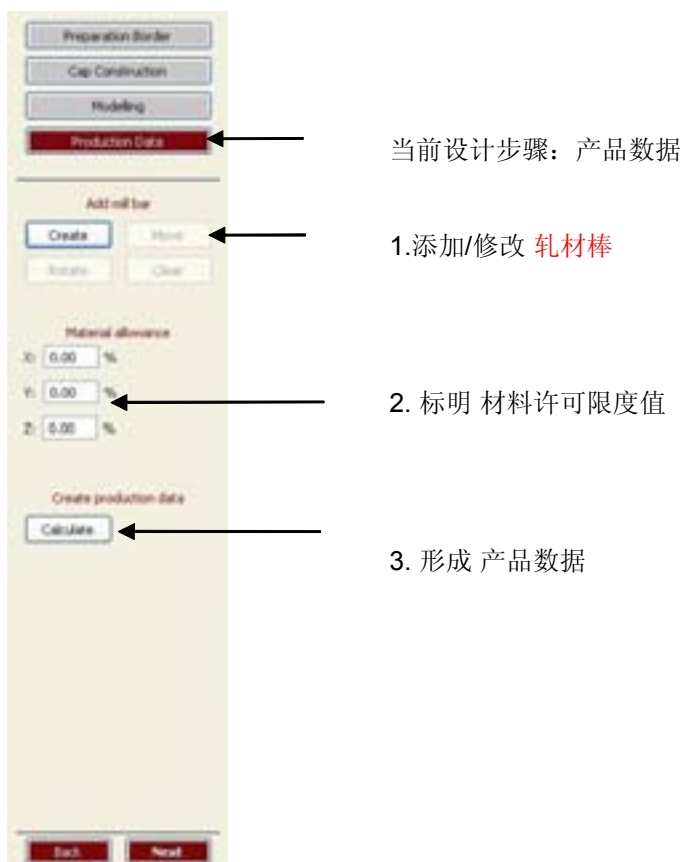 Preparation Border
Cap Construction
Modelling
Production Data
当前设计步骤：产品数据
Add mill bar
Create Move
1.添加/修改 轧材棒
Rotate Clear
Material allowance
X: 0.00 %
Y: 0.00 %
2. 标明 材料许可限度值
Z: 0.00 %
Create production data
Calculate
3. 形成 产品数据
Back Next